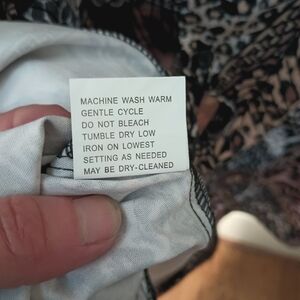 MACHINE WASH WARM
GENTLE CYCLE
DO NOT BLEACH
TUMBLE DRY LOW
IRON ON LOWEST
SETTING AS NEEDED
MAY BE DRY-CLEANED